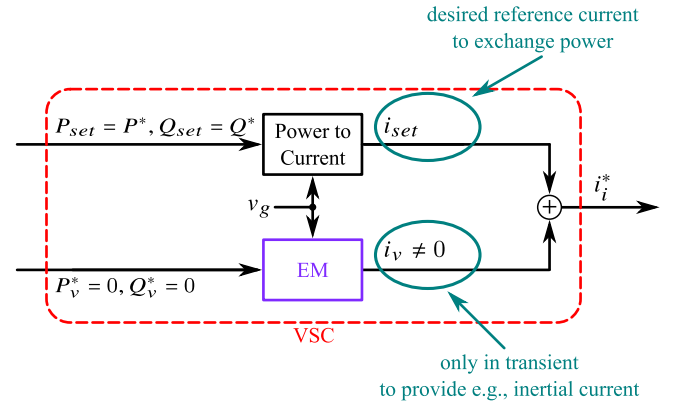 desired reference current
to exchange power
P_set = P*, Q_set = Q*
Power to
Current
i_set
i_i^*
v_g
EM
i_v ≠ 0
P_v^* = 0, Q_v^* = 0
+
VSC
only in transient
to provide e.g., inertial current